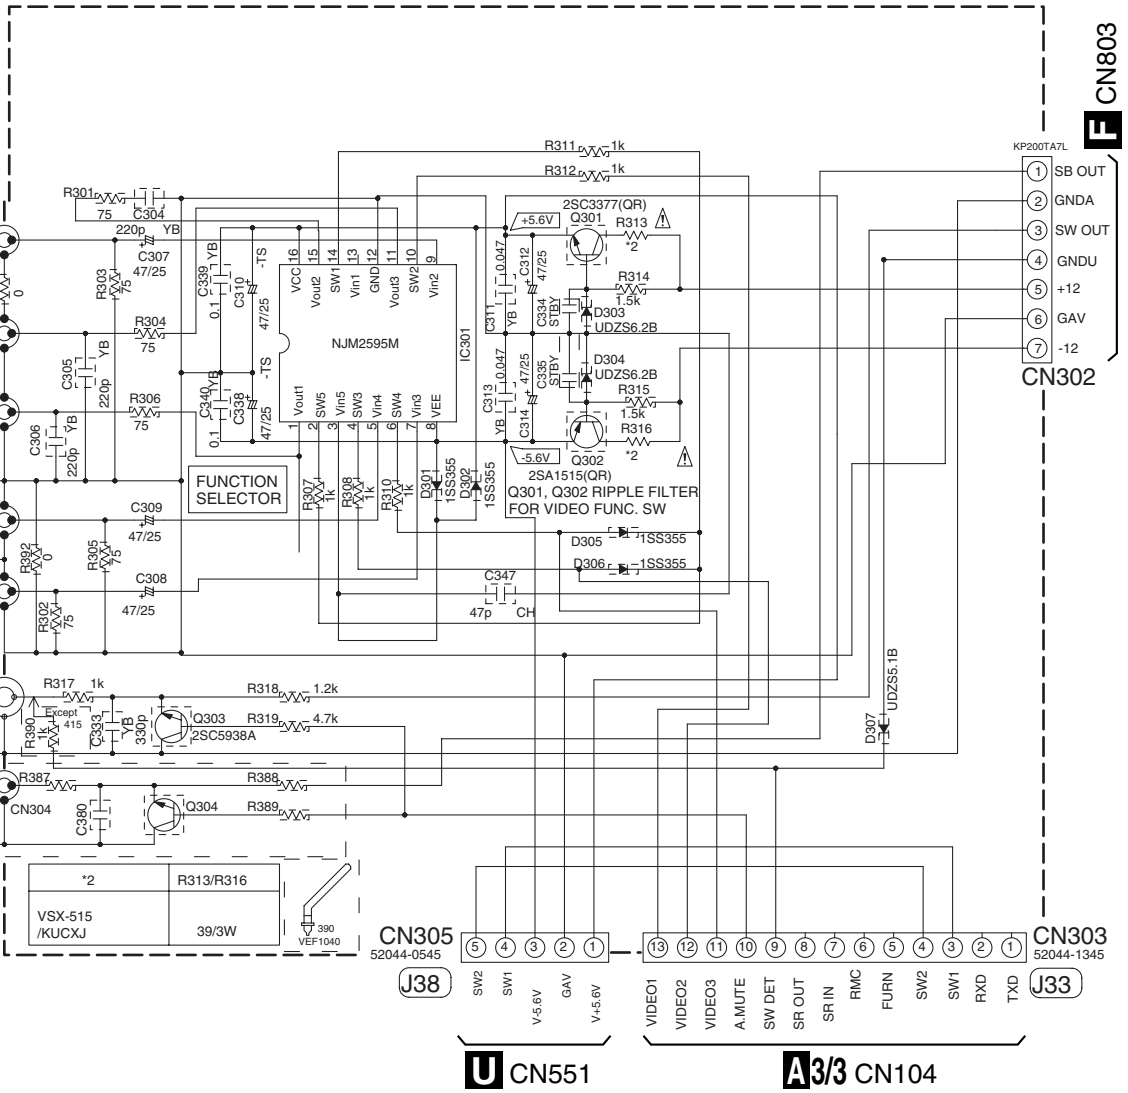 F CN803
R311 1k
KP200TA7L
R312 1k
1 SB OUT
2 GNDA
3 SW OUT
4 GNDU
5 +12
6 GAV
7 -12
CN302
R301
75
C304
220p YB
C307
47/25
R303
75
0
R304
75
C305
220p
YB
R306
75
C306
220p
YB
C339
YB
0.1
C310
47/25
-TS
C340
YB
0.1
C338
47/25
-TS
16 15 14 13 12 11 10 9
VCC Vout2 SW1 Vin1 GND Vout3 SW2 Vin2
NJM2595M
IC301
Vout1 SW5 Vin5 SW3 Vin4 SW4 Vin3 VEE
1 2 3 4 5 6 7 8
2SC3377(QR)
+5.6V
Q301
R313
*2
0.047
C311
YB
C312
47/25
R314
1.5k
C334
STBY
D303
UDZS6.2B
C335
STBY
D304
UDZS6.2B
0.047
C313
YB
47/25
C314
R315
1.5k
R316
*2
-5.6V
Q302
2SA1515(QR)
Q301, Q302 RIPPLE FILTER
FOR VIDEO FUNC. SW
FUNCTION
SELECTOR
R307
1k
R308
1k
R310
1k
D301
1SS355
D302
1SS355
C309
47/25
R392
0
R305
75
C308
47/25
R302
75
D305 1SS355
D306 1SS355
C347
47p CH
R317 1k
R318 1.2k
Except
415
R390
1k
C333
YB
330p
Q303
2SC5938A
R319 4.7k
D307
UDZS5.1B
R387
CN304
C380
Q304
R388
R389
*2 R313/R316
VSX-515
/KUCXJ 39/3W
390
VEF1040
CN305
52044-0545
J38
5 4 3 2 1
SW2 SW1 V-5.6V GAV V+5.6V
U CN551
13 12 11 10 9 8 7 6 5 4 3 2 1
VIDEO1 VIDEO2 VIDEO3 A.MUTE SW DET SR OUT SR IN RMC FURN SW2 SW1 RXD TXD
CN303
52044-1345
J33
A 3/3 CN104